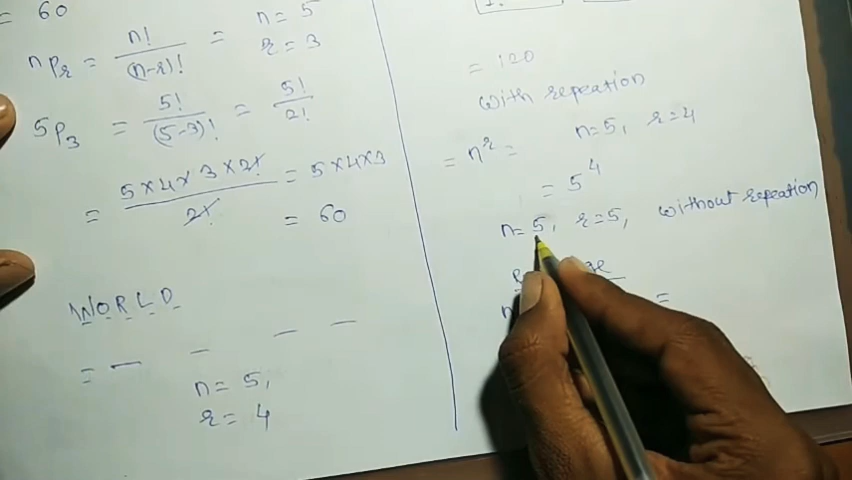 = 60
nPr = n! / (n-r)! = n = 5
r = 3
5P3 = 5! / (5-3)! = 5! / 2!
= 5×4×3×2! / 2! = 5×4×3
= 60
WORLD
= — — — —
n = 5,
r = 4
= 120
with repeation
= n^r = n=5, r=4
= 5^4
n=5, r=5, without repeation
=